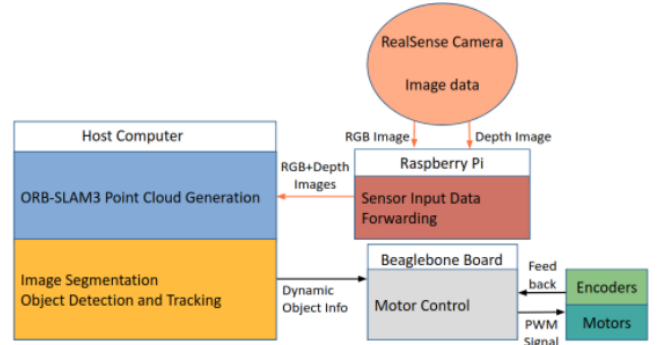 RealSense Camera
Image data
RGB Image
Depth Image
Host Computer
Raspberry Pi
ORB-SLAM3 Point Cloud Generation
RGB+Depth
Images
Sensor Input Data
Forwarding
Image Segmentation
Object Detection and Tracking
Dynamic
Object Info
Beaglebone Board
Motor Control
Feed
back
Encoders
Motors
PWM
Signal